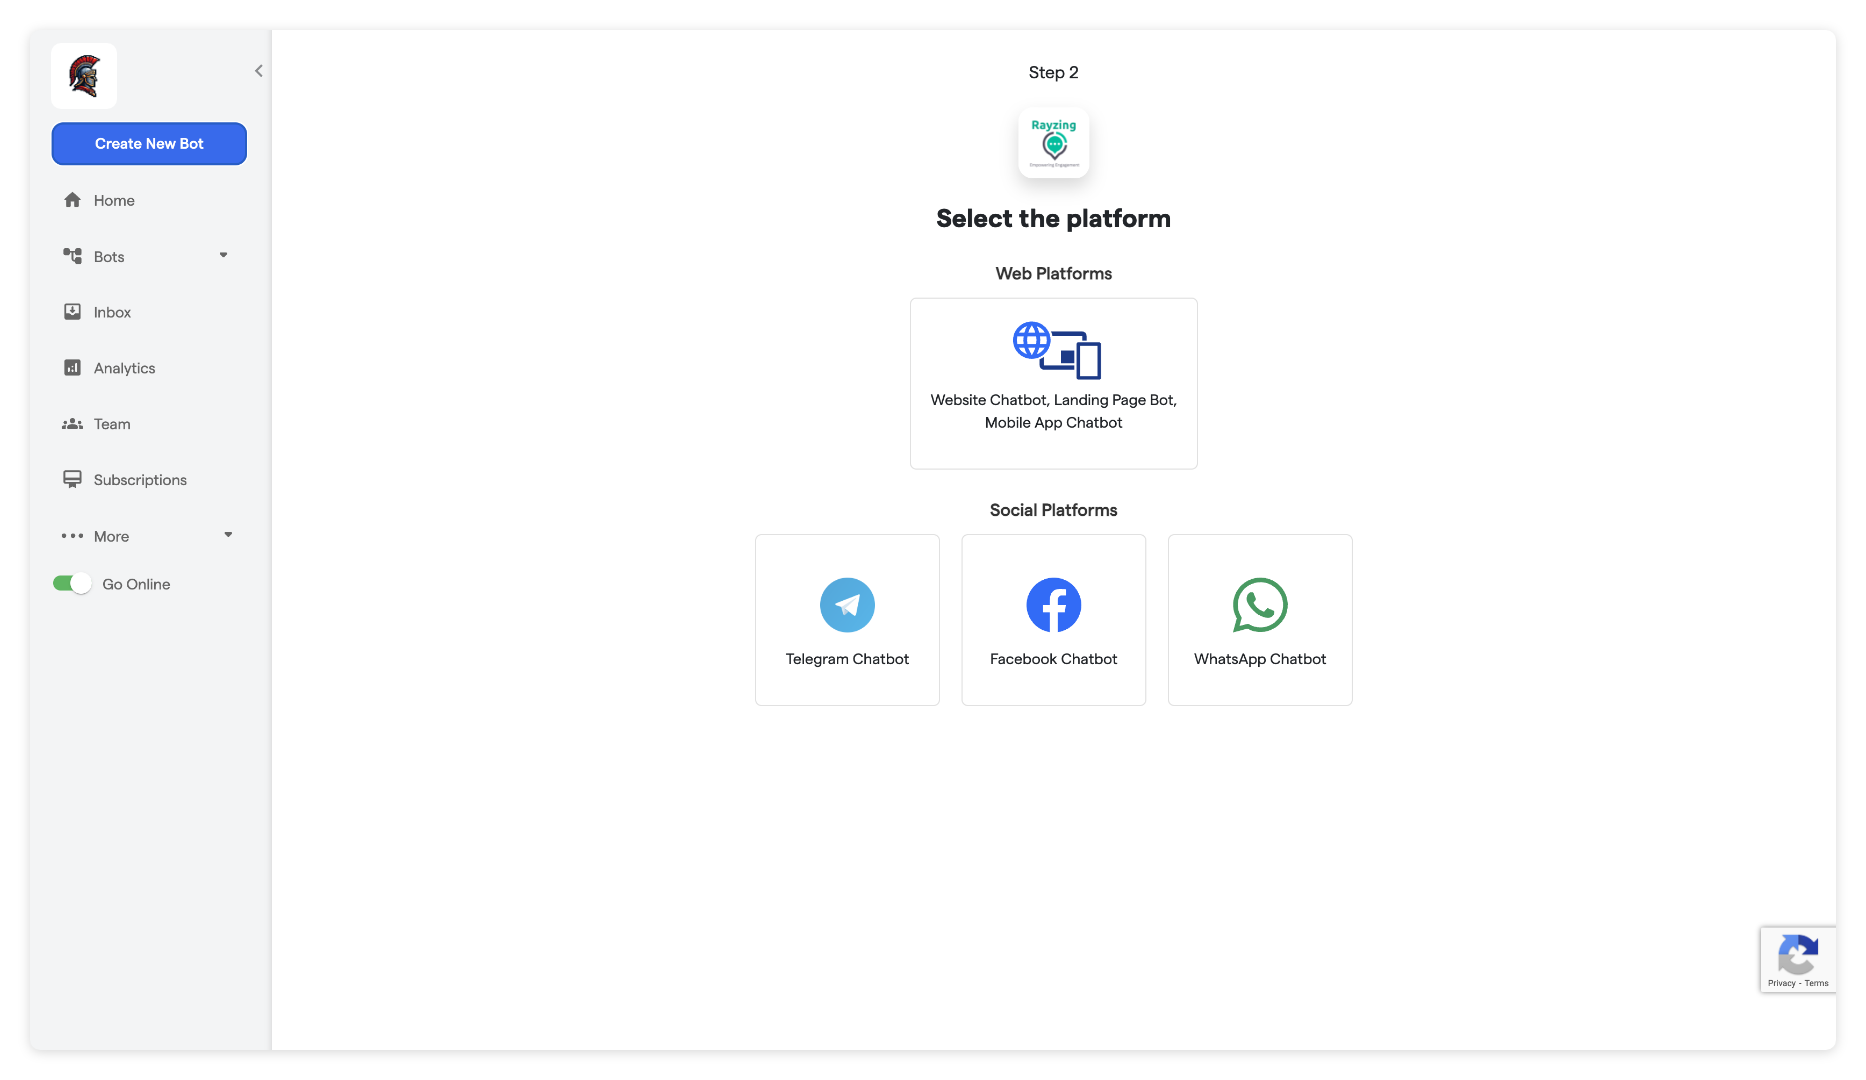 Create New Bot
Home
Bots
Inbox
Analytics
Team
Subscriptions
More
Go Online
Step 2
Rayzing
Empowering Engagement
Select the platform
Web Platforms
Website Chatbot, Landing Page Bot,
Mobile App Chatbot
Social Platforms
Telegram Chatbot
Facebook Chatbot
WhatsApp Chatbot
Privacy - Terms